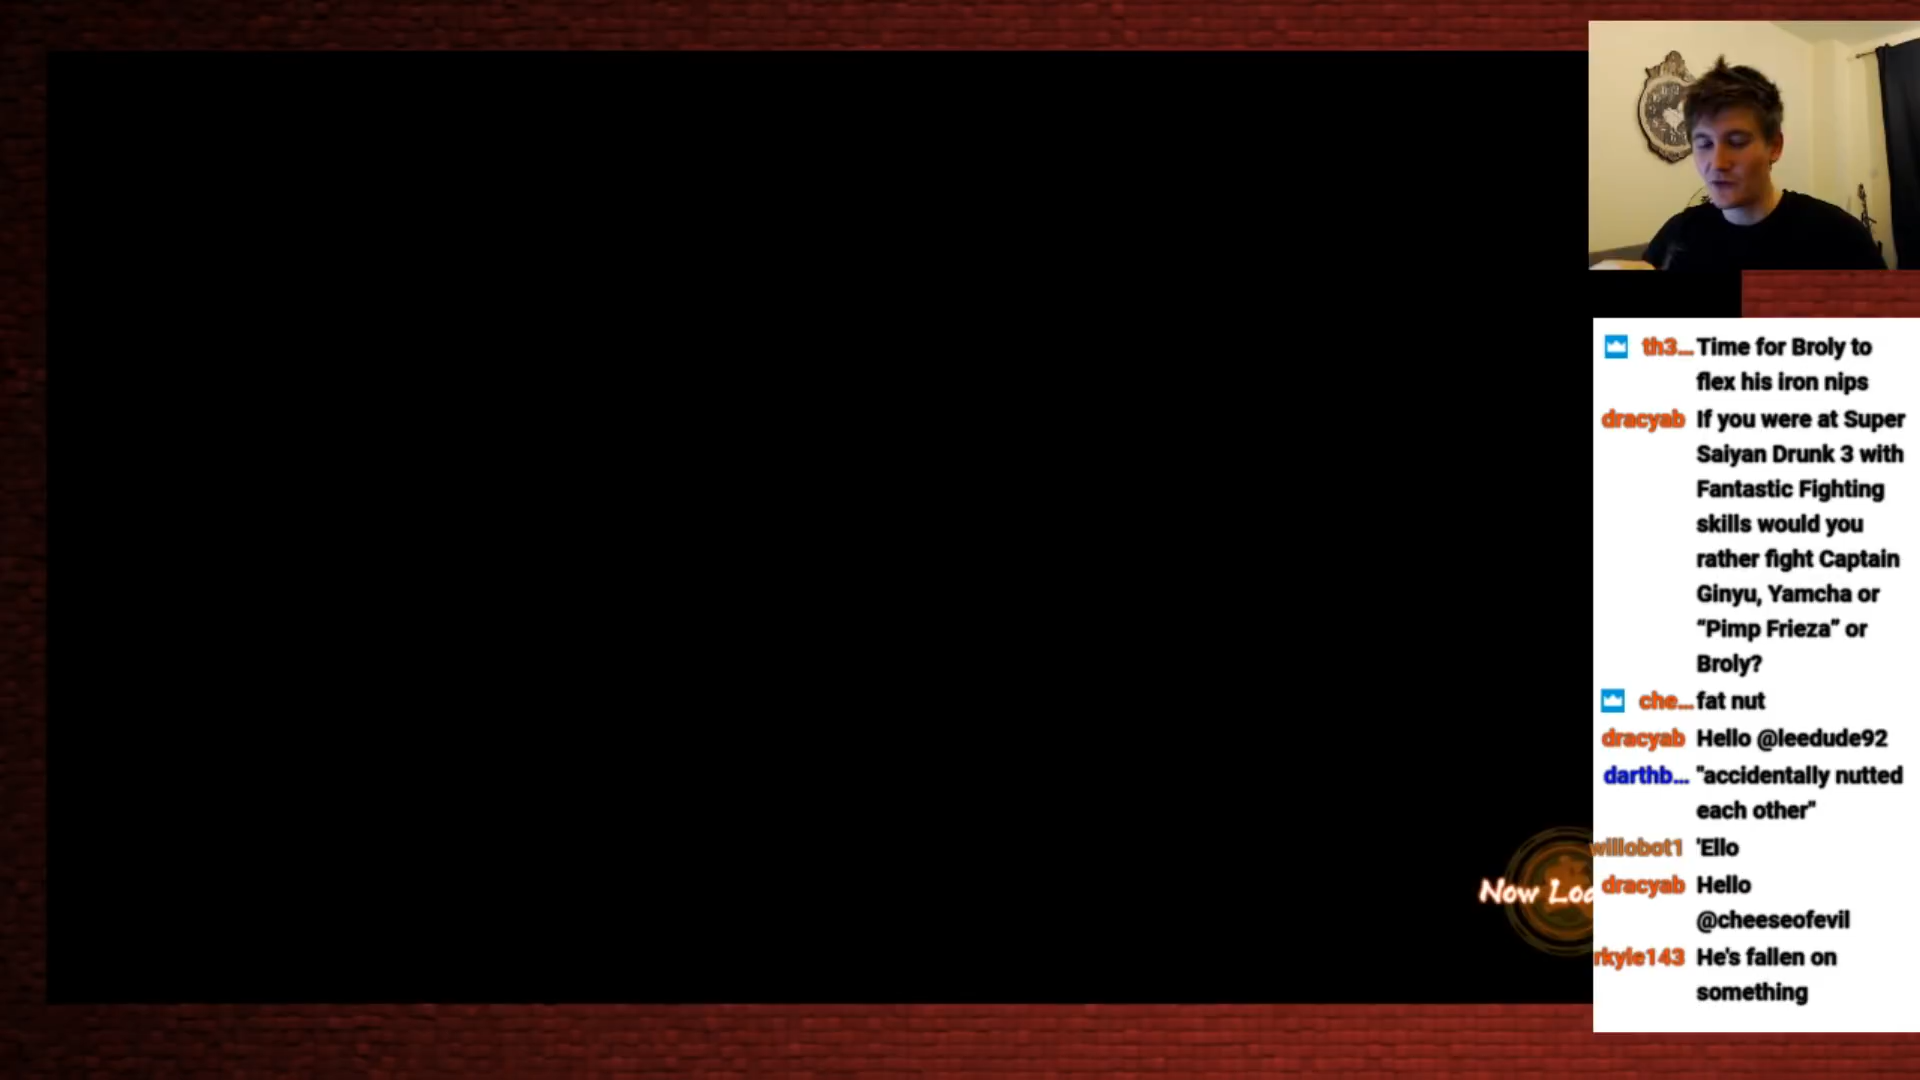 th3... Time for Broly to
flex his iron nips
dracyab If you were at Super
Saiyan Drunk 3 with
Fantastic Fighting
skills would you
rather fight Captain
Ginyu, Yamcha or
“Pimp Frieza” or
Broly?
che... fat nut
dracyab Hello @leedude92
darthb... "accidentally nutted
each other"
willobot1 'Ello
Now Loa
dracyab Hello
@cheeseofevil
rkyle143 He's fallen on
something